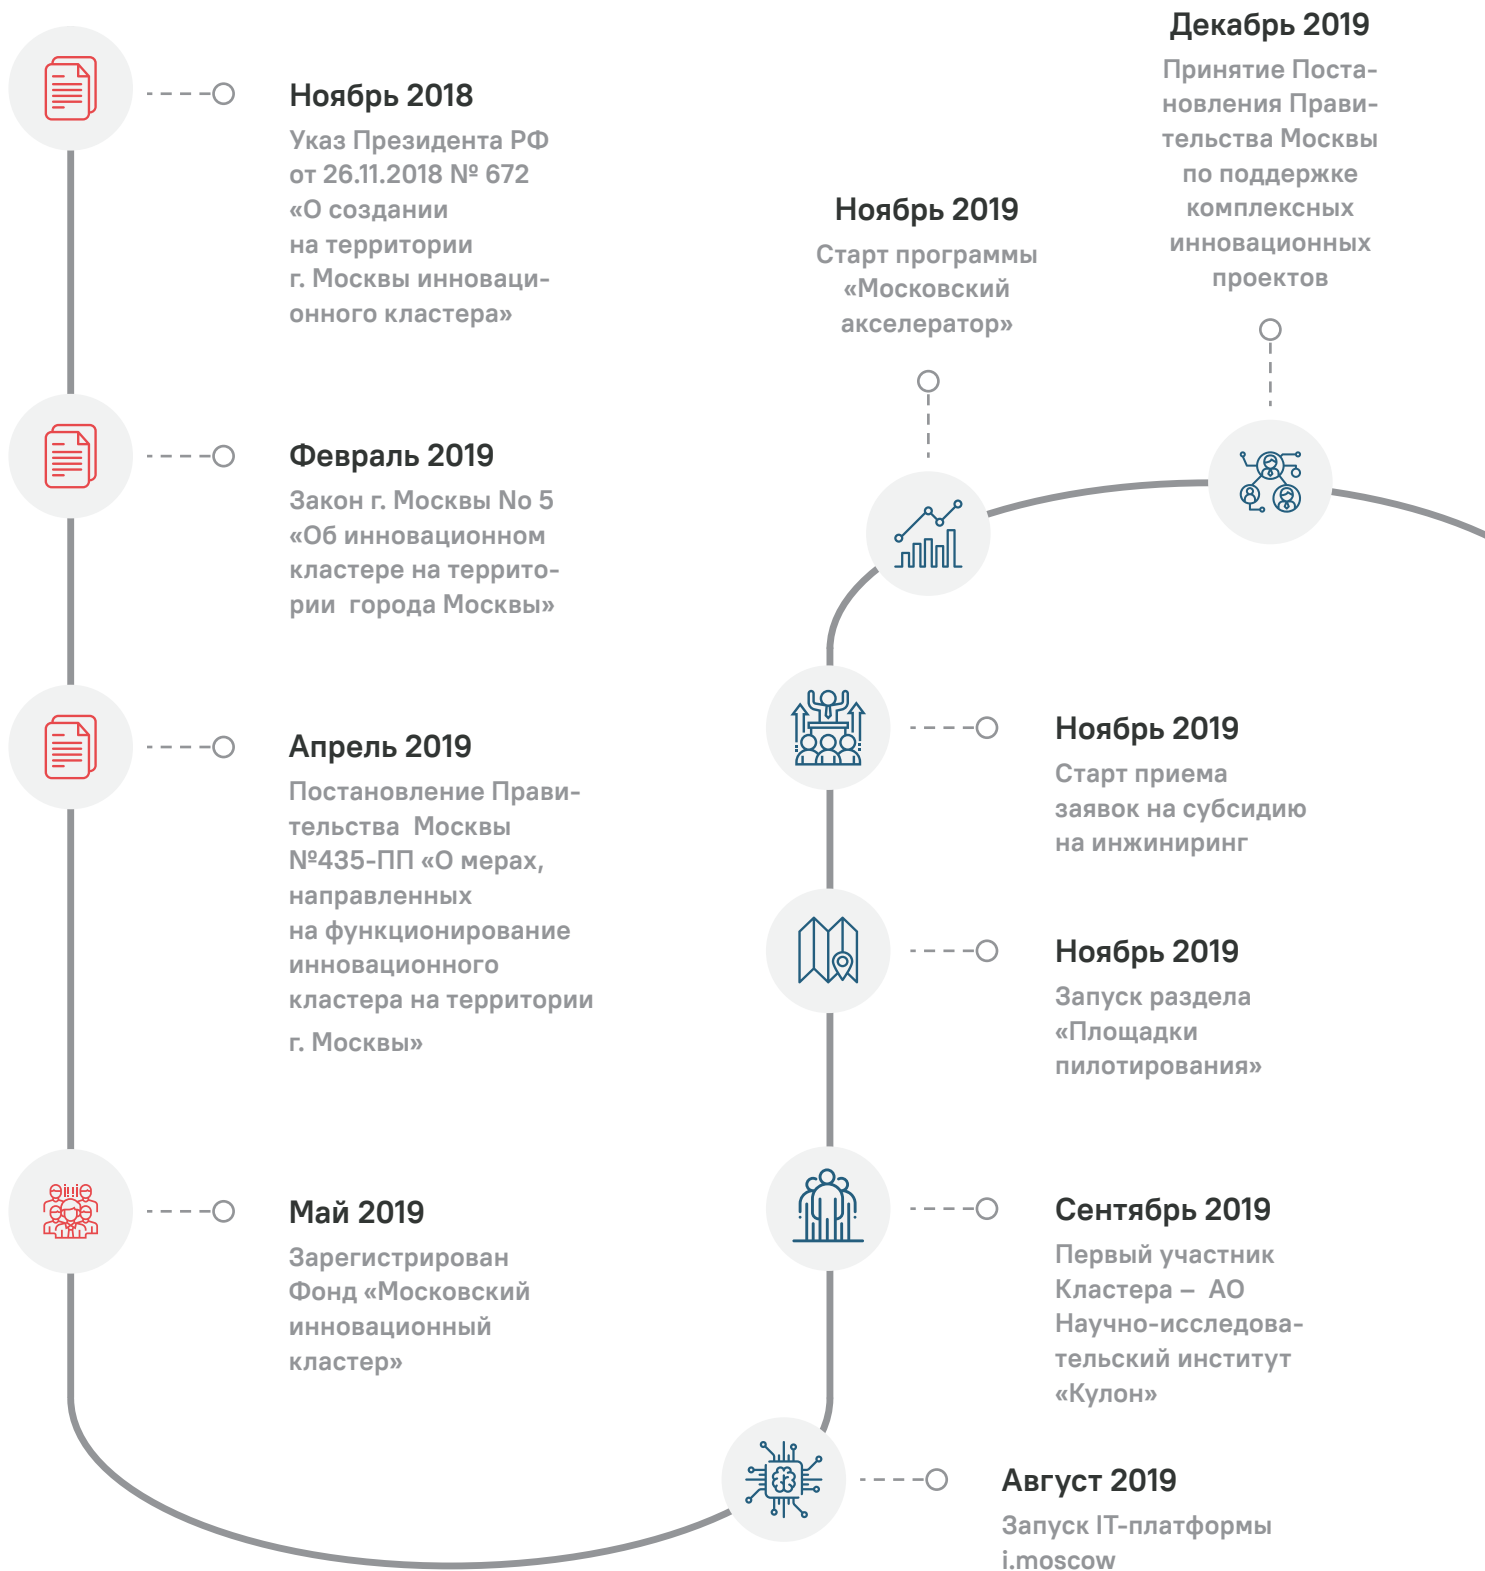 Ноябрь 2018
Указ Президента РФ
от 26.11.2018 № 672
«О создании
на территории
г. Москвы инноваци-
онного кластера»
Февраль 2019
Закон г. Москвы No 5
«Об инновационном
кластере на террито-
рии города Москвы»
Апрель 2019
Постановление Прави-
тельства Москвы
№435-ПП «О мерах,
направленных
на функционирование
инновационного
кластера на территории
г. Москвы»
Май 2019
Зарегистрирован
Фонд «Московский
инновационный
кластер»
Август 2019
Запуск IT-платформы
i.moscow
Сентябрь 2019
Первый участник
Кластера – АО
Научно-исследова-
тельский институт
«Кулон»
Ноябрь 2019
Запуск раздела
«Площадки
пилотирования»
Ноябрь 2019
Старт приема
заявок на субсидию
на инжиниринг
Ноябрь 2019
Старт программы
«Московский
акселератор»
Декабрь 2019
Принятие Поста-
новления Прави-
тельства Москвы
по поддержке
комплексных
инновационных
проектов